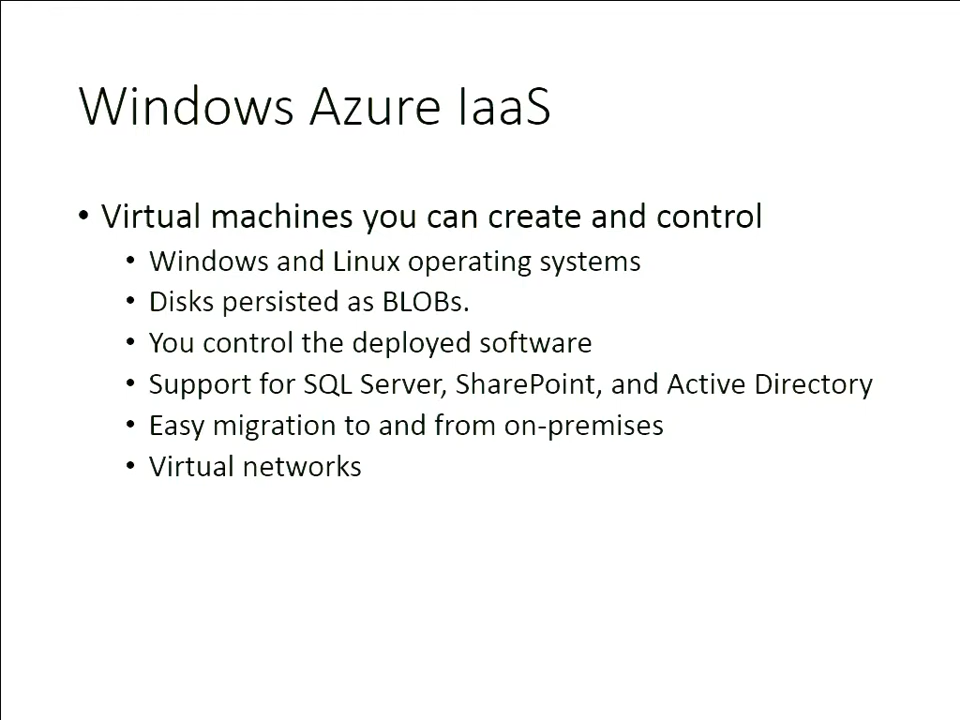 Windows Azure IaaS
• Virtual machines you can create and control
• Windows and Linux operating systems
• Disks persisted as BLOBs.
• You control the deployed software
• Support for SQL Server, SharePoint, and Active Directory
• Easy migration to and from on-premises
• Virtual networks